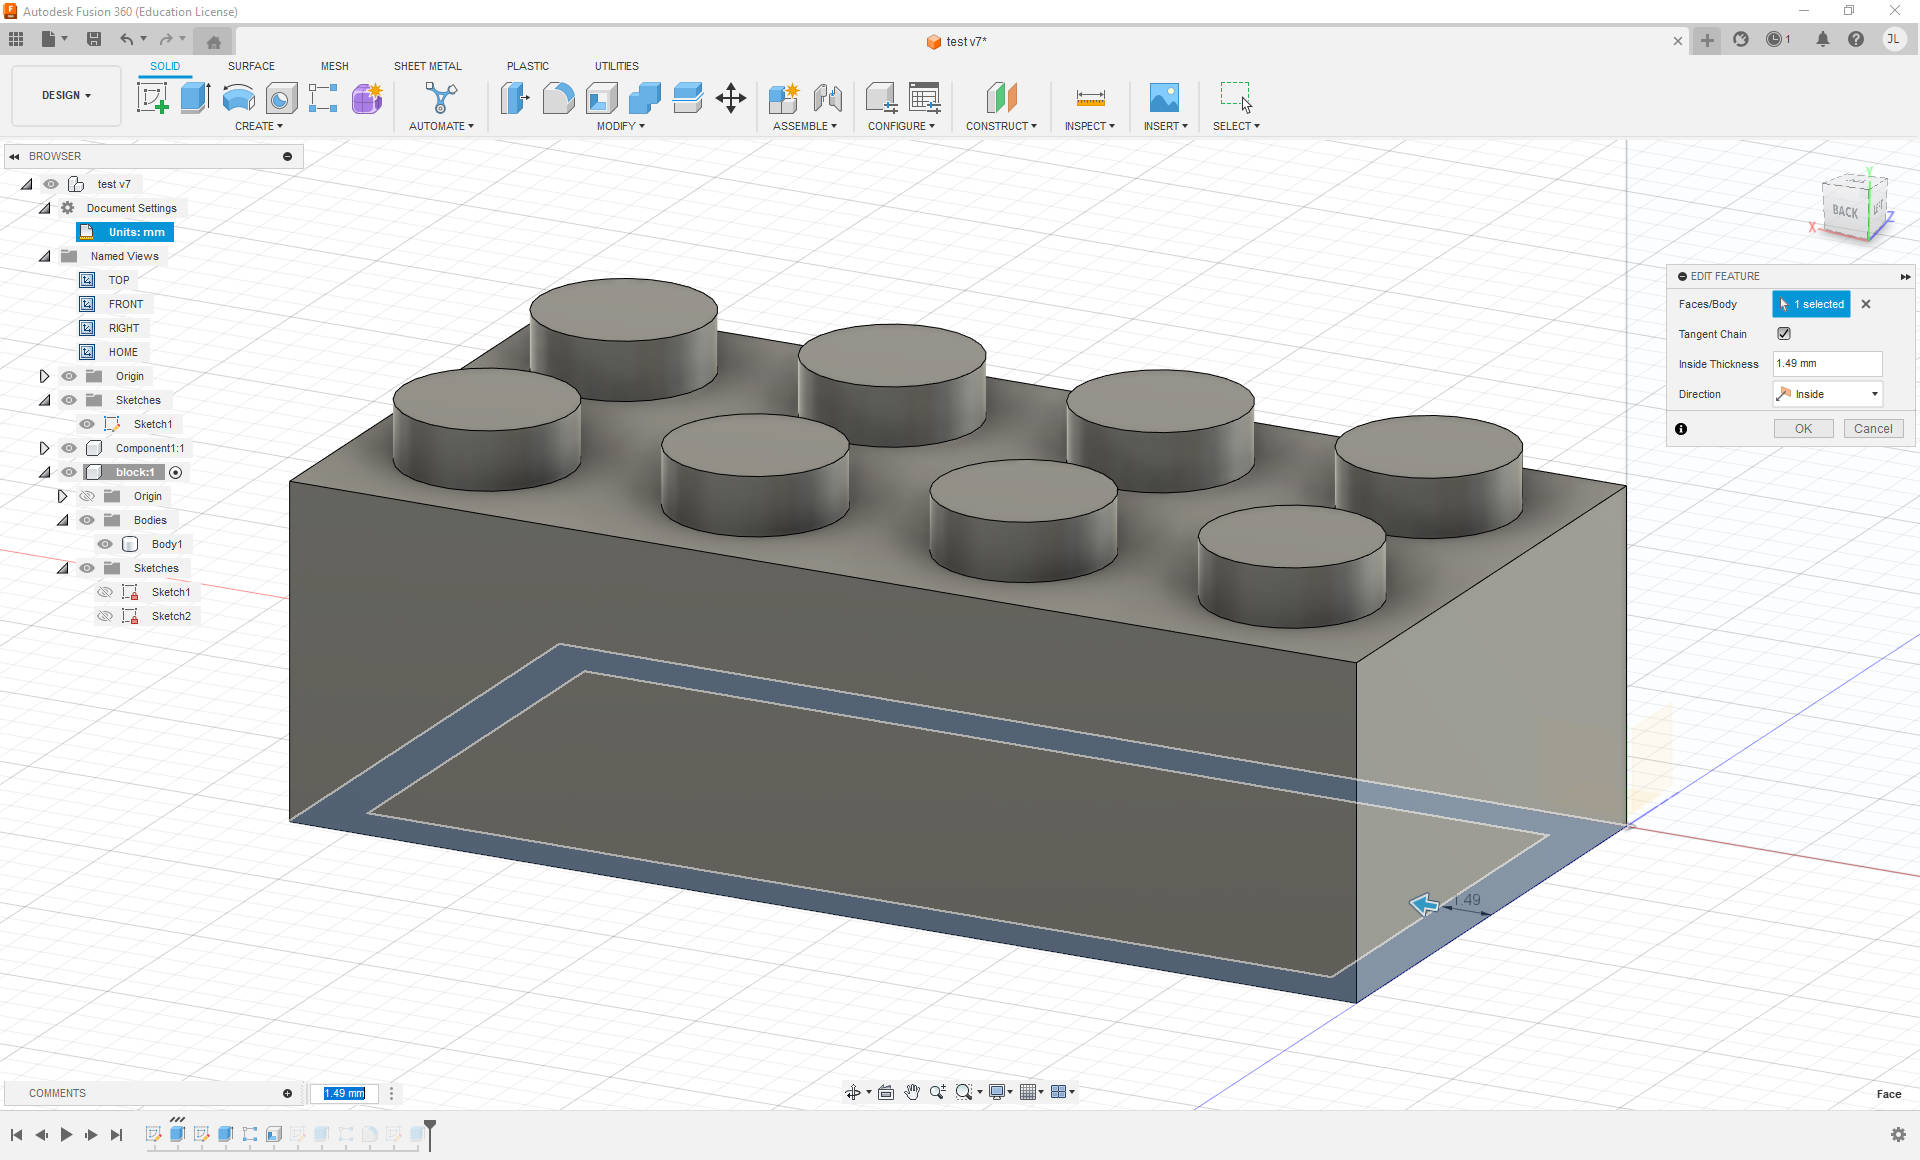 Autodesk Fusion 360 (Education License)
test v7*
1
JL
DESIGN
SOLID
SURFACE
MESH
SHEET METAL
PLASTIC
UTILITIES
CREATE
AUTOMATE
MODIFY
ASSEMBLE
CONFIGURE
CONSTRUCT
INSPECT
INSERT
SELECT
BROWSER
test v7
Document Settings
Units: mm
Named Views
TOP
FRONT
RIGHT
HOME
Origin
Sketches
Sketch1
Component1:1
block:1
Origin
Bodies
Body1
Sketches
Sketch1
Sketch2
Y
BACK
LEFT
X
Z
EDIT FEATURE
Faces/Body
1 selected
Tangent Chain
Inside Thickness
1.49 mm
Direction
Inside
OK
Cancel
1.49
COMMENTS
1.49 mm
Face